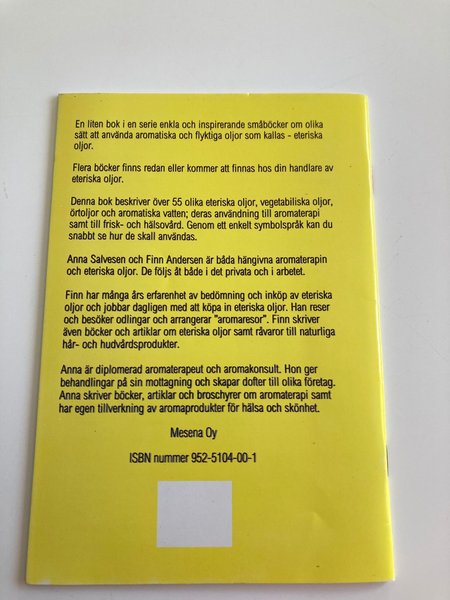 En liten bok i en serie enkla och inspirerande småböcker om olika
sätt att använda aromatiska och flyktiga oljor som kallas - eteriska
oljor.
Flera böcker finns redan eller kommer att finnas hos din handlare av
eteriska oljor.
Denna bok beskriver över 55 olika eteriska oljor, vegetabiliska oljor,
örtoljor och aromatiska vatten; deras användning till aromaterapi
samt till frisk- och hälsovård. Genom ett enkelt symbolspråk kan du
snabbt se hur de skall användas.
Anna Salvesen och Finn Andersen är båda hängivna aromaterapin
och eteriska oljor. De följs åt både i det privata och i arbetet.
Finn har många års erfarenhet av bedömning och inköp av eteriska
oljor och jobbar dagligen med att köpa in eteriska oljor. Han reser
och besöker odlingar och arrangerar "aromaresor". Finn skriver
även böcker och artiklar om eteriska oljor samt råvaror till naturliga
hår- och hudvårdsprodukter.
Anna är diplomerad aromaterapeut och aromakonsult. Hon ger
behandlingar på sin mottagning och skapar dofter till olika företag.
Anna skriver böcker, artiklar och broschyrer om aromaterapi samt
har egen tillverkning av aromaprodukter för hälsa och skönhet.
Mesena Oy
ISBN nummer 952-5104-00-1